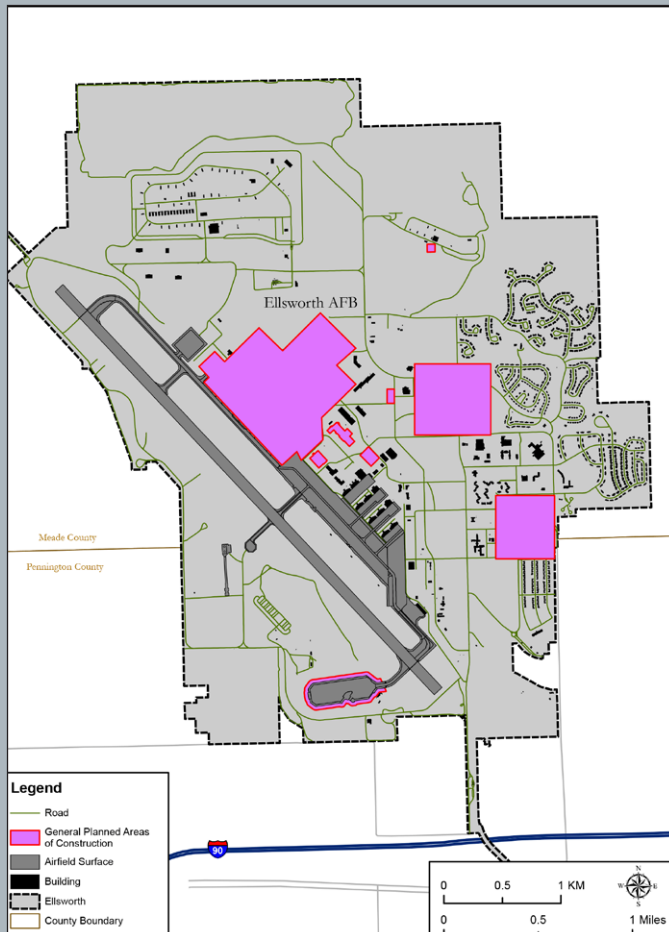 Ellsworth AFB
Meade County
Pennington County
Legend
Road
General Planned Areas
of Construction
Airfield Surface
Building
Ellsworth
County Boundary
90
0 0.5 1 KM
0 0.5 1 Miles
N
W E
S